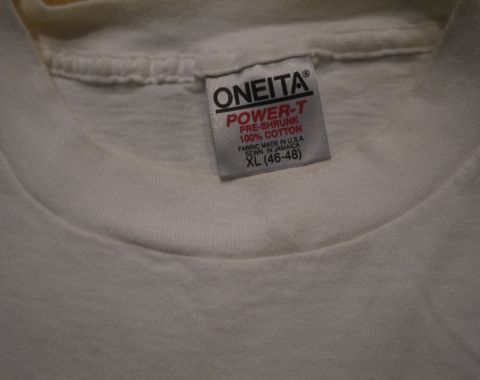 ONEITA®
POWER-T
PRE-SHRUNK
100% COTTON
FABRIC MADE IN U.S.A.
SEWN IN JAMAICA
XL (46-48)